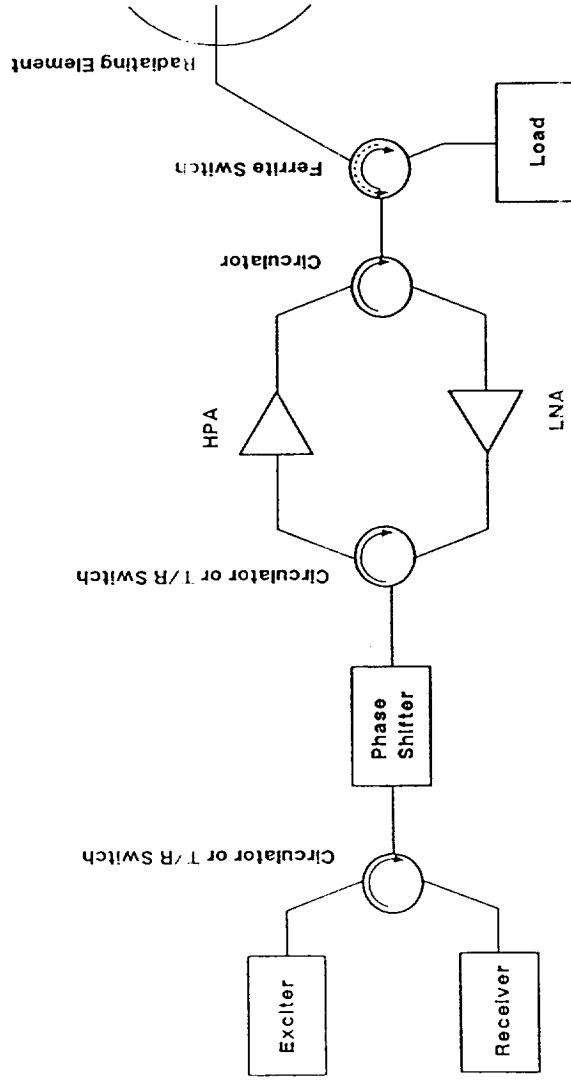 Radiating Element
Ferrite Switch
Load
Circulator
HPA
LNA
Circulator or T/R Switch
Phase
Shifter
Circulator or T/R Switch
Exciter
Receiver